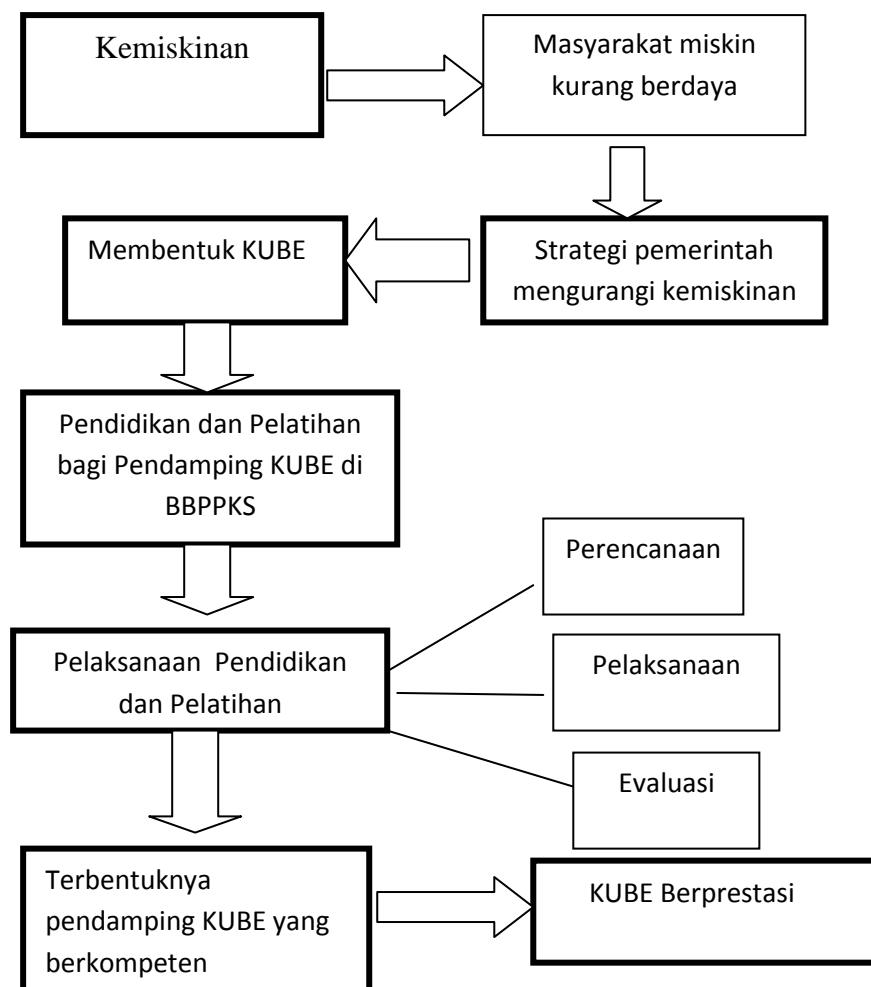 Kemiskinan
Masyarakat miskin
kurang berdaya
Strategi pemerintah
mengurangi kemiskinan
Membentuk KUBE
Pendidikan dan Pelatihan
bagi Pendamping KUBE di
BBPPKS
Pelaksanaan Pendidikan
dan Pelatihan
Perencanaan
Pelaksanaan
Evaluasi
Terbentuknya
pendamping KUBE yang
berkompeten
KUBE Berprestasi